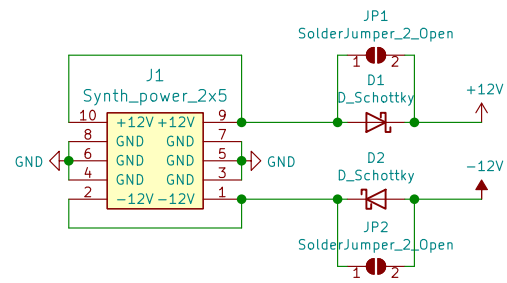 JP1
SolderJumper_2_Open
1 2
D1
D_Schottky
+12V
J1
Synth_power_2x5
10 +12V +12V 9
8 GND GND 7
GND 6 GND GND 5 GND
4 GND GND 3
2 -12V -12V 1
D2
D_Schottky
-12V
JP2
SolderJumper_2_Open
1 2